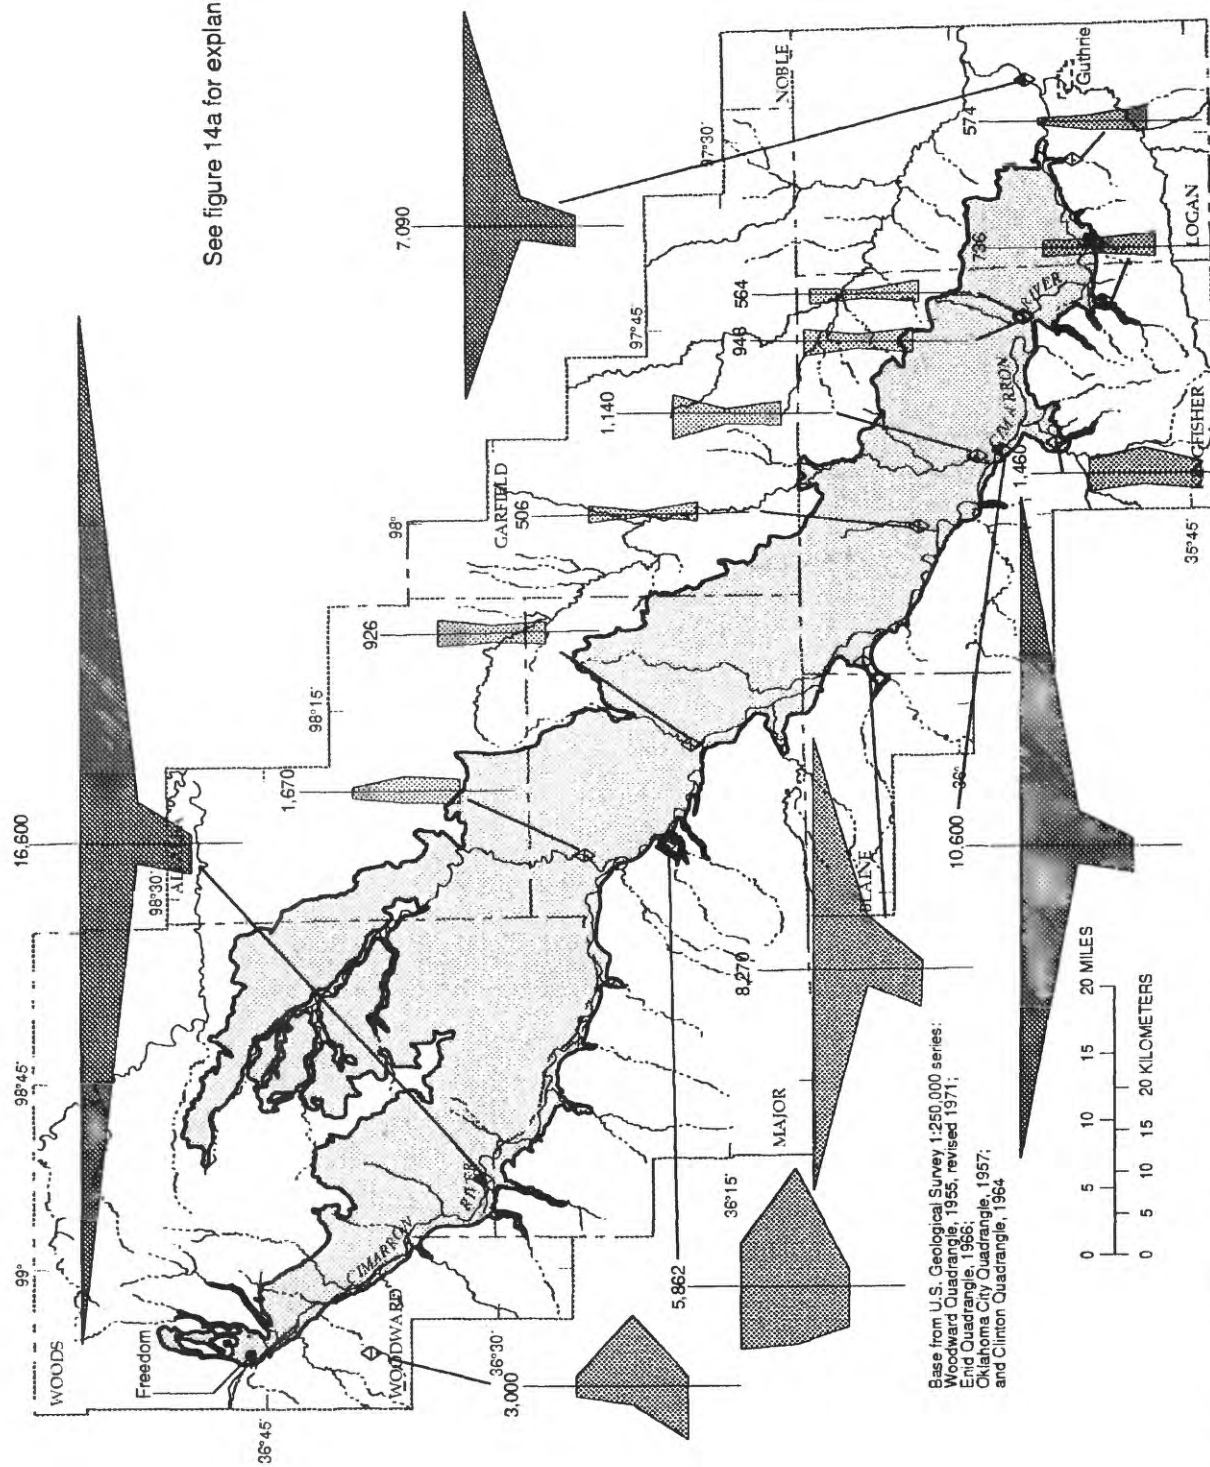 See figure 14a for explan
7,090
16,600
NOBLE
97°30'
574
Guthrie
736
LOGAN
564
97°45'
948
RIVER
1,140
CIMARRON
1,460
NGFISHER
35°45'
GARFIELD
506
98°
926
98°15'
1,670
98°30'
36°
10,600
BLAINE
8,270
98°45'
MAJOR
36°15'
5,862
99°
WOODS
Freedom
CIMARRON
RIVER
WOODWARD
36°30'
3,000
36°45'
Base from U.S. Geological Survey 1:250,000 series:
Woodward Quadrangle, 1955, revised 1971;
Enid Quadrangle, 1966;
Oklahoma City Quadrangle, 1957;
and Clinton Quadrangle, 1964
0 5 10 15 20 MILES
0 5 10 15 20 KILOMETERS